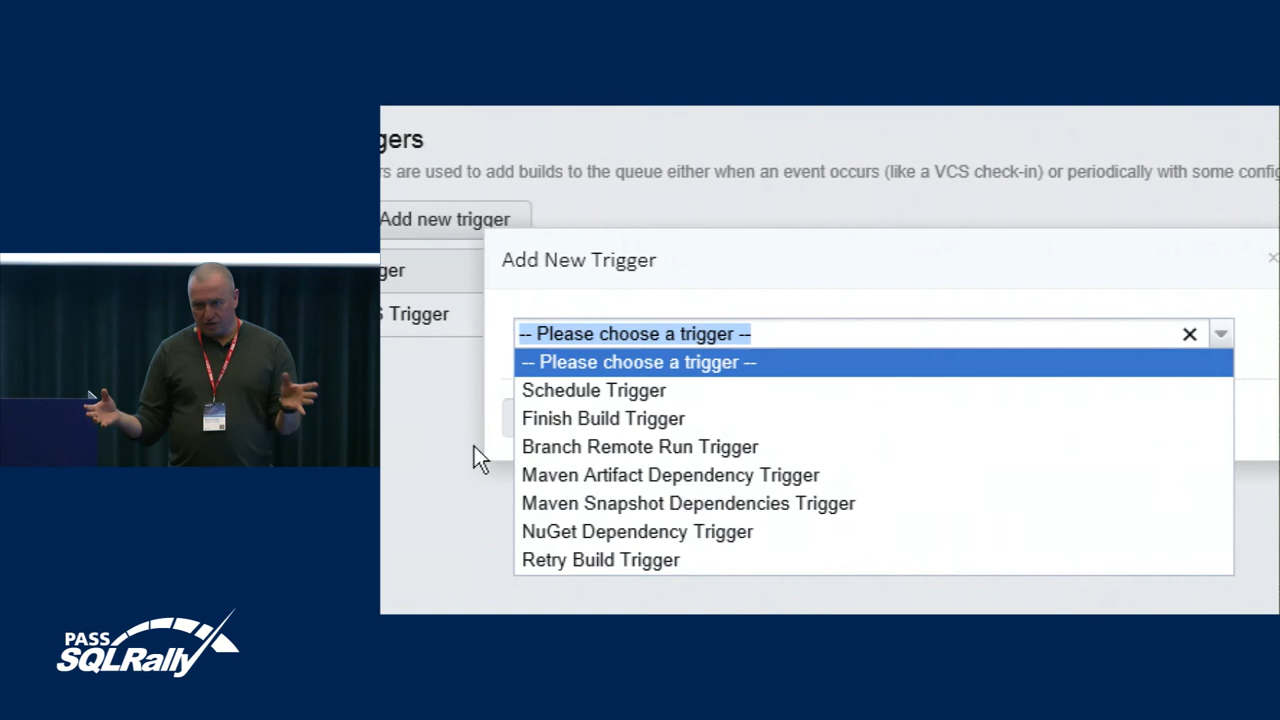 gers
rs are used to add builds to the queue either when an event occurs (like a VCS check-in) or periodically with some config
Add new trigger
Add New Trigger
ger
S Trigger
-- Please choose a trigger --
-- Please choose a trigger --
Schedule Trigger
Finish Build Trigger
Branch Remote Run Trigger
Maven Artifact Dependency Trigger
Maven Snapshot Dependencies Trigger
NuGet Dependency Trigger
Retry Build Trigger
PASS
SQLRally